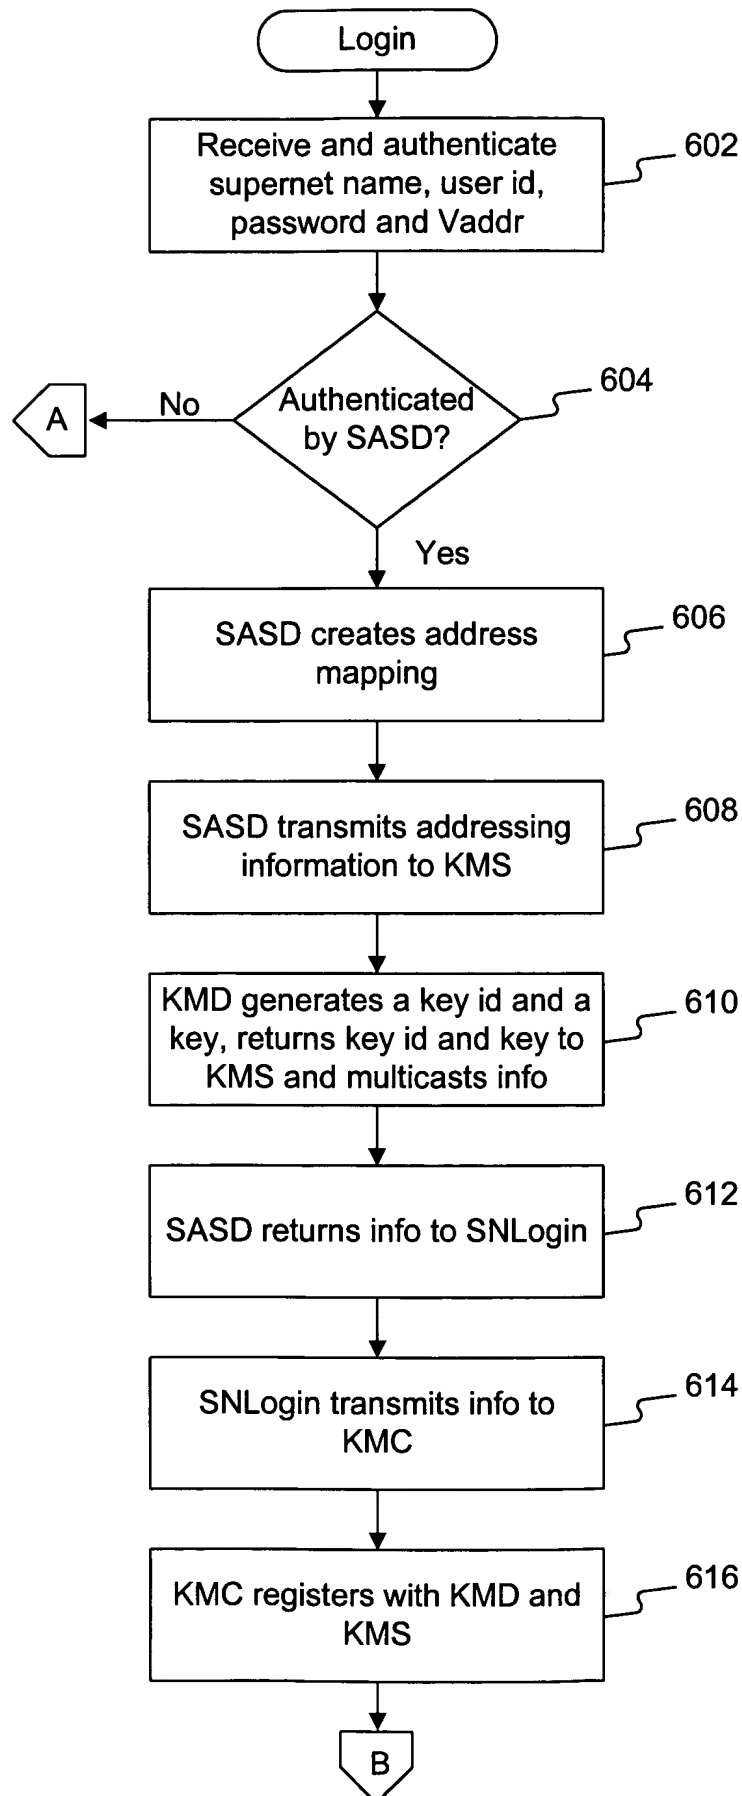 Login
Receive and authenticate
supernet name, user id,
password and Vaddr
602
Authenticated
by SASD?
604
No
A
Yes
SASD creates address
mapping
606
SASD transmits addressing
information to KMS
608
KMD generates a key id and a
key, returns key id and key to
KMS and multicasts info
610
SASD returns info to SNLogin
612
SNLogin transmits info to
KMC
614
KMC registers with KMD and
KMS
616
B